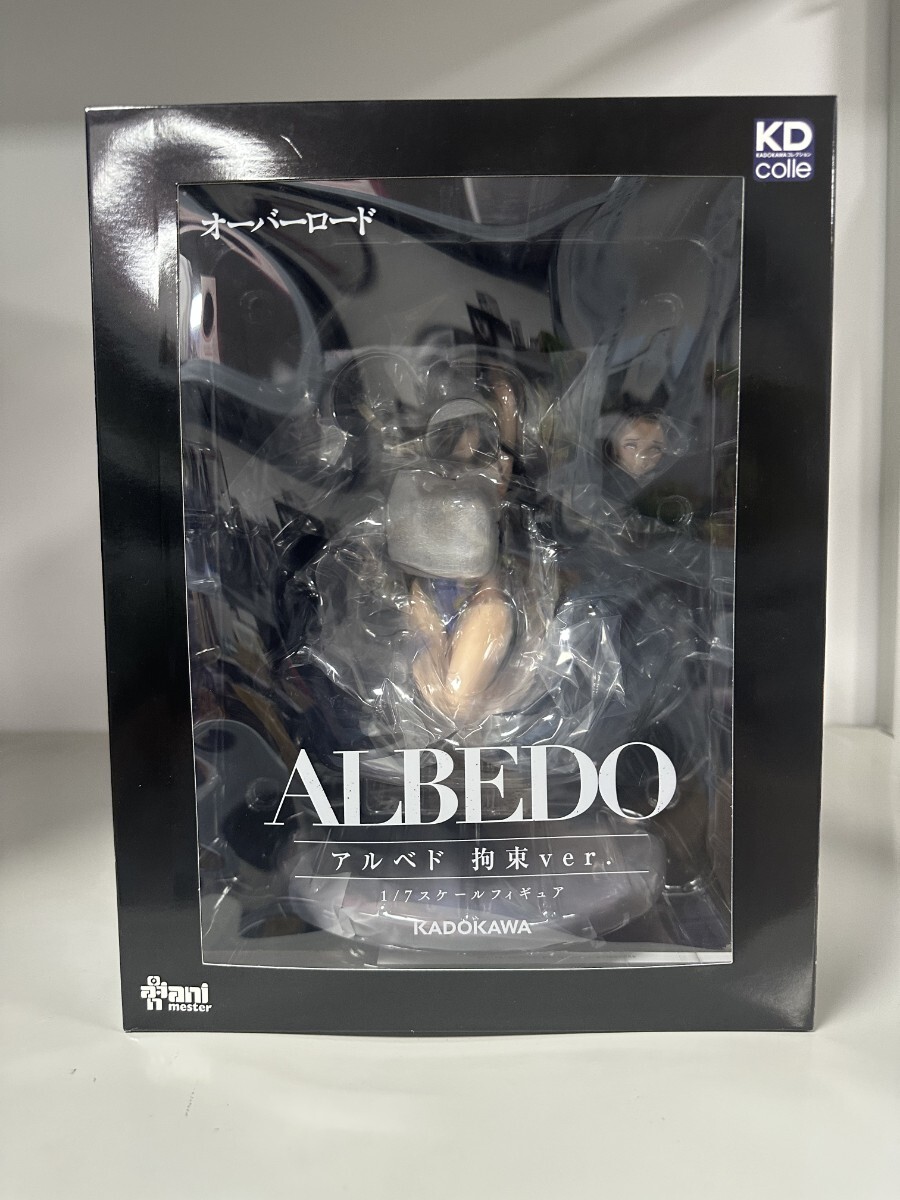 KD
KADOKAWAコレクション
colle
オーバーロード
ALBEDO
アルベド 拘束ver.
1/7スケールフィギュア
KADOKAWA
ani
mester